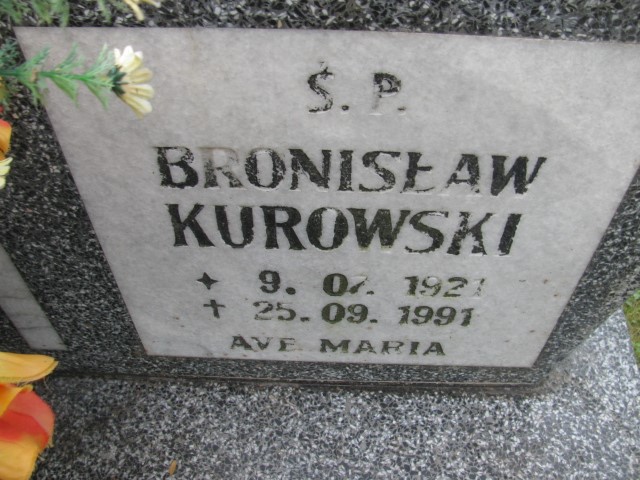 Ś. P.
BRONISŁAW
KUROWSKI
✦ 9. 07. 1921
✝ 25. 09. 1991
AVE MARIA